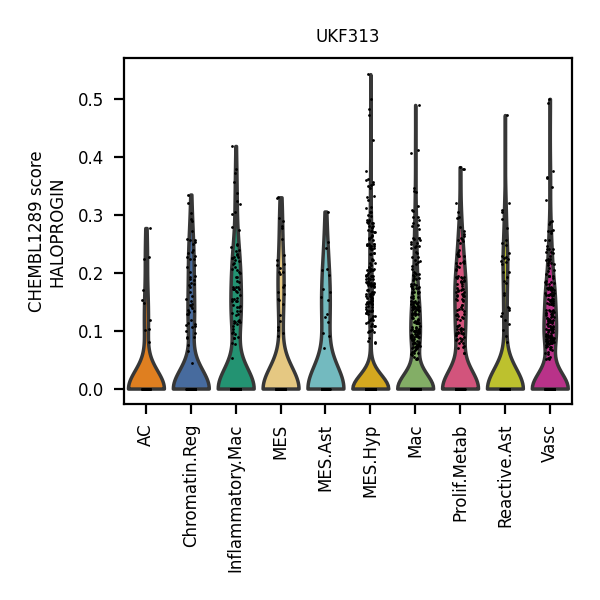 UKF313
CHEMBL1289 score
HALOPROGIN
0.5
0.4
0.3
0.2
0.1
0.0
AC
Chromatin.Reg
Inflammatory.Mac
MES
MES.Ast
MES.Hyp
Mac
Prolif.Metab
Reactive.Ast
Vasc